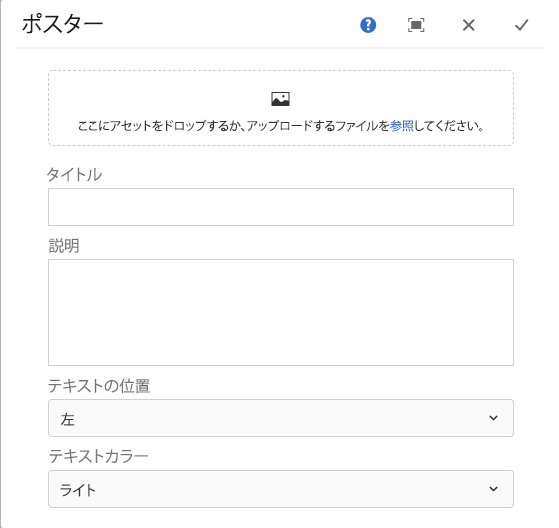 ポスター
ここにアセットをドロップするか、アップロードするファイルを参照してください。
タイトル
説明
テキストの位置
左
テキストカラー
ライト